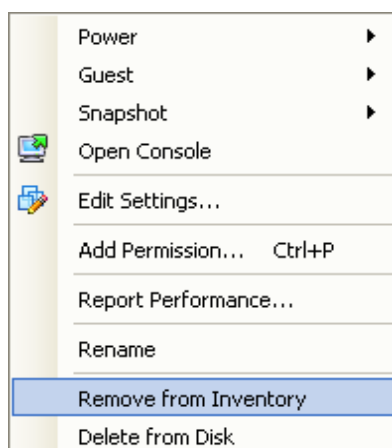 Power
Guest
Snapshot
Open Console
Edit Settings...
Add Permission... Ctrl+P
Report Performance...
Rename
Remove from Inventory
Delete from Disk